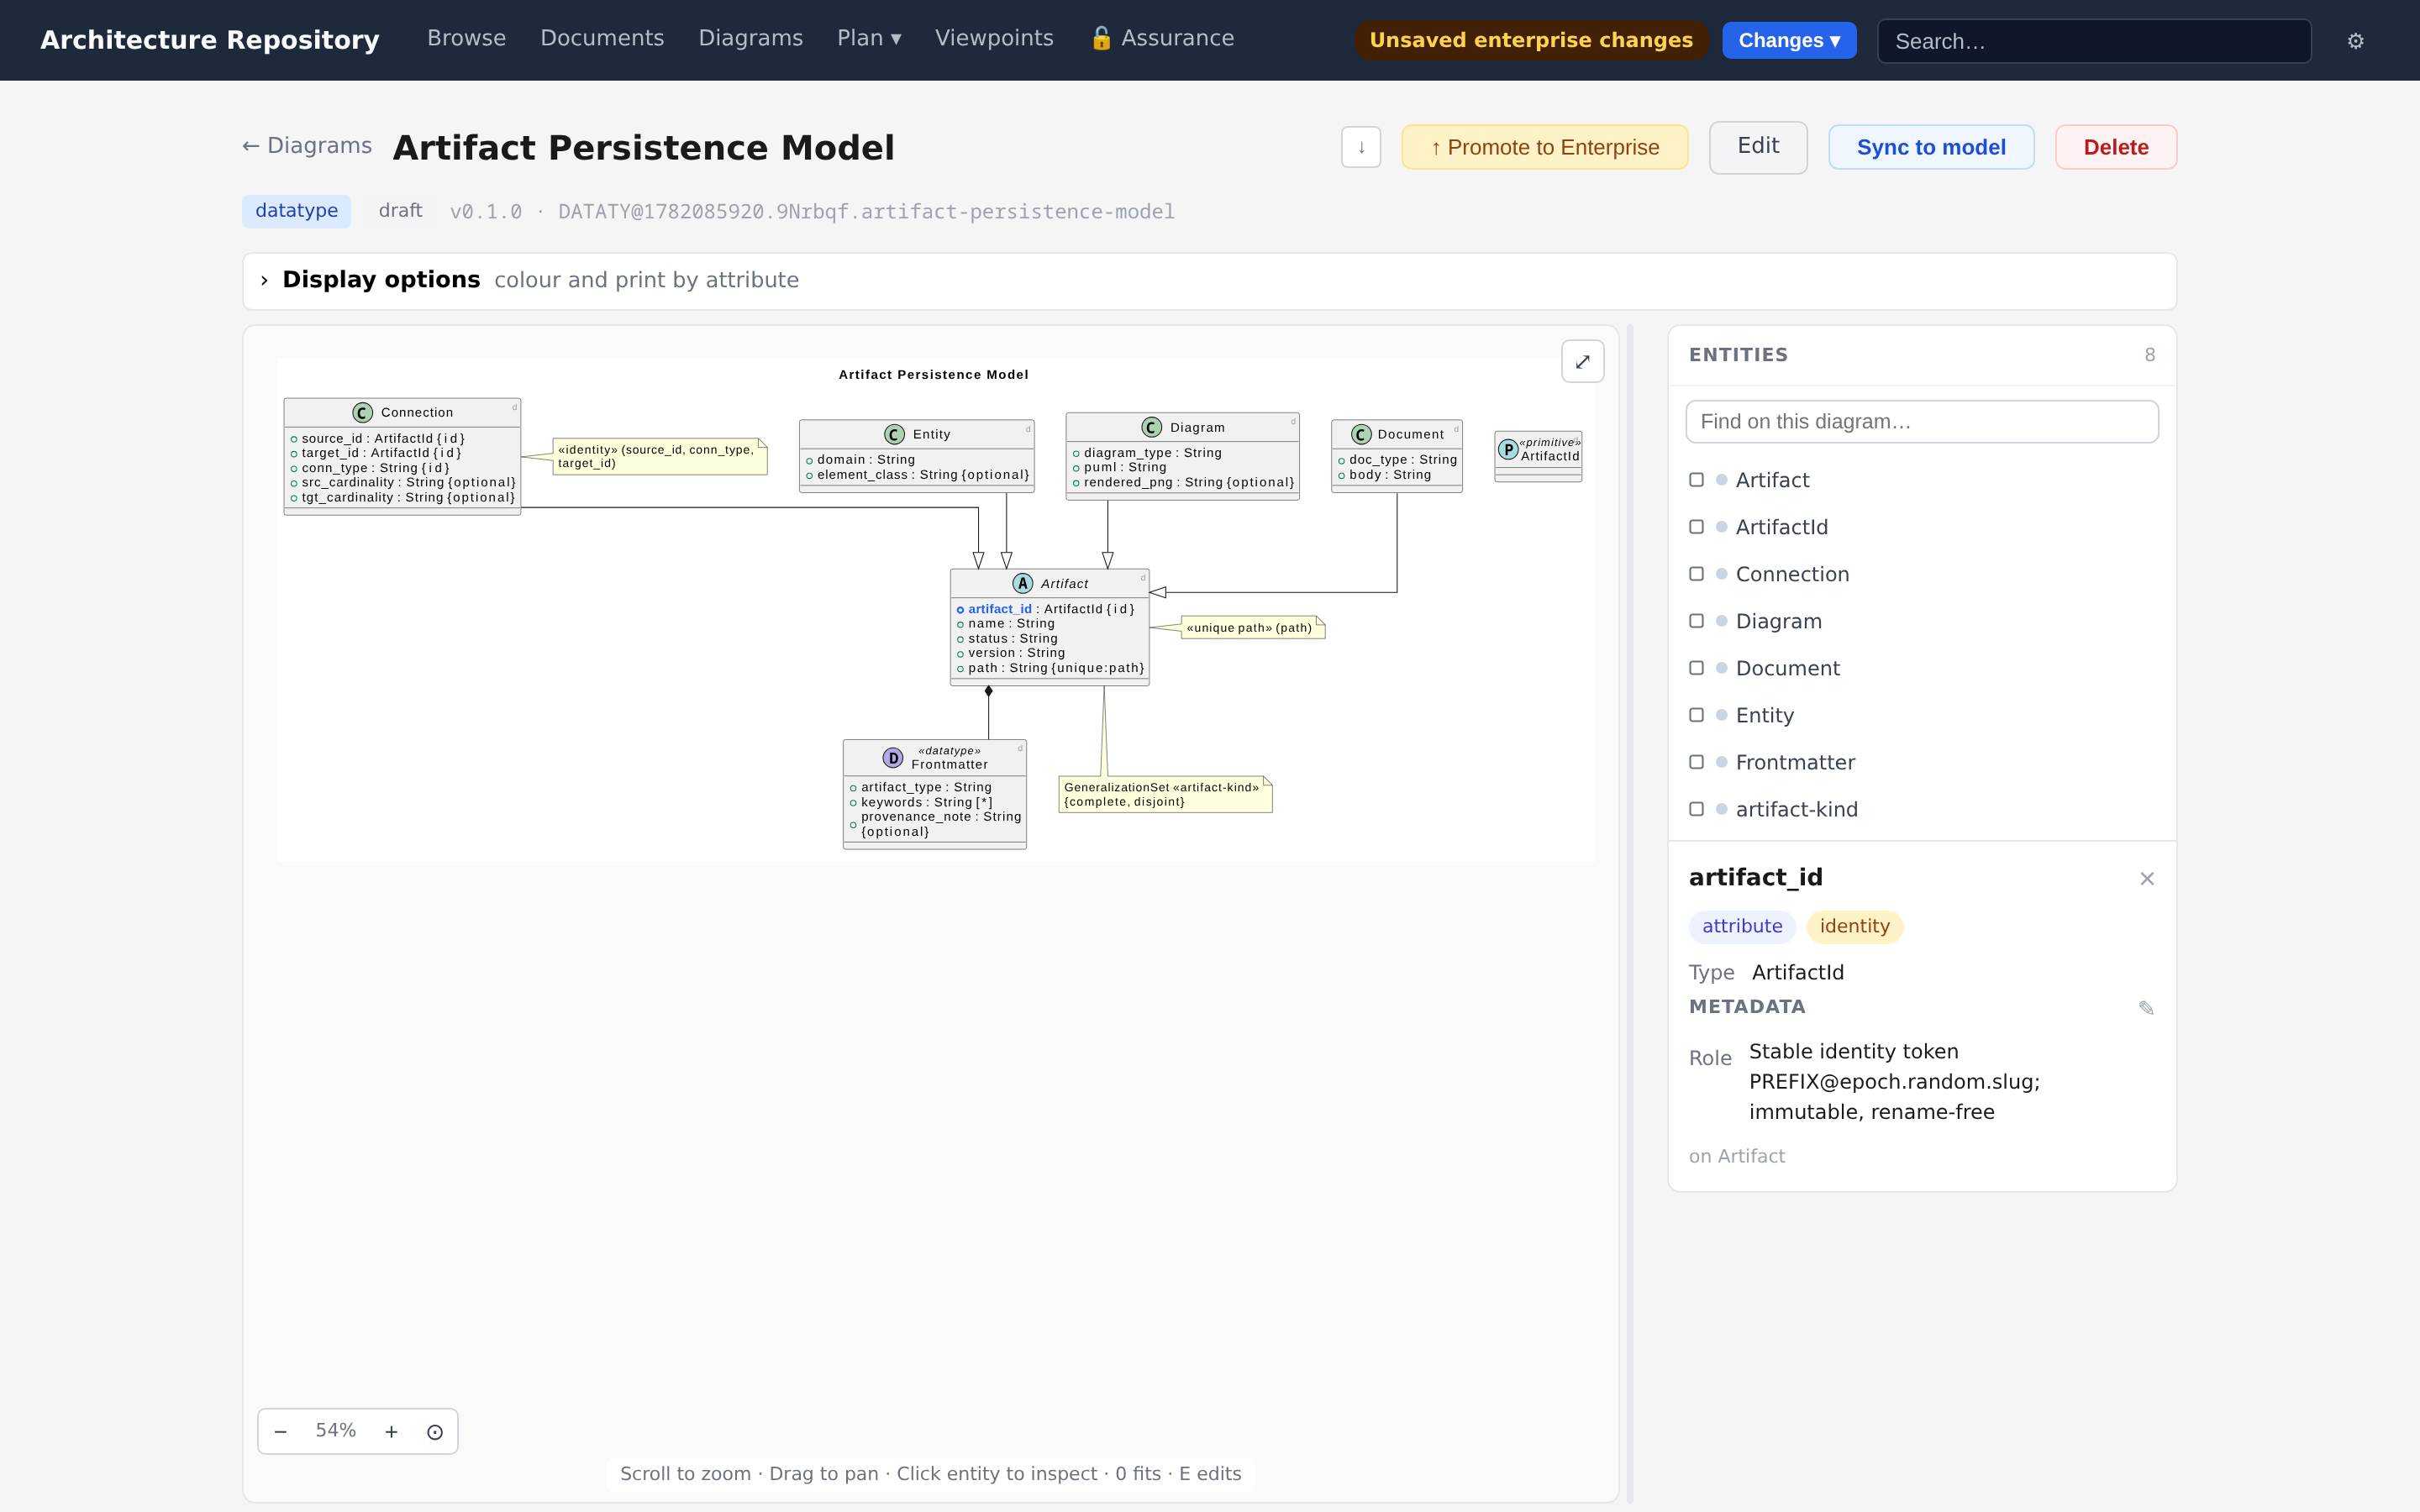 Architecture Repository
Browse
Documents
Diagrams
Plan ▾
Viewpoints
🔓 Assurance
Unsaved enterprise changes
Changes ▾
Search…
← Diagrams
Artifact Persistence Model
↑ Promote to Enterprise
Edit
Sync to model
Delete
datatype
draft
v0.1.0 · DATATY@1782085920.9Nrbqf.artifact-persistence-model
› Display options colour and print by attribute
Artifact Persistence Model
C Connection d
source_id : ArtifactId {id}
target_id : ArtifactId {id}
conn_type : String {id}
src_cardinality : String {optional}
tgt_cardinality : String {optional}
«identity» (source_id, conn_type,
target_id)
C Entity d
domain : String
element_class : String {optional}
C Diagram d
diagram_type : String
puml : String
rendered_png : String {optional}
C Document d
doc_type : String
body : String
«primitive» d
P ArtifactId
A Artifact d
artifact_id : ArtifactId {id}
name : String
status : String
version : String
path : String {unique:path}
«unique path» (path)
«datatype» d
D Frontmatter
artifact_type : String
keywords : String [*]
provenance_note : String
{optional}
GeneralizationSet «artifact-kind»
{complete, disjoint}
− 54% +
Scroll to zoom · Drag to pan · Click entity to inspect · 0 fits · E edits
ENTITIES 8
Find on this diagram…
Artifact
ArtifactId
Connection
Diagram
Document
Entity
Frontmatter
artifact-kind
artifact_id ×
attribute
identity
Type ArtifactId
METADATA
Role Stable identity token
PREFIX@epoch.random.slug;
immutable, rename-free
on Artifact